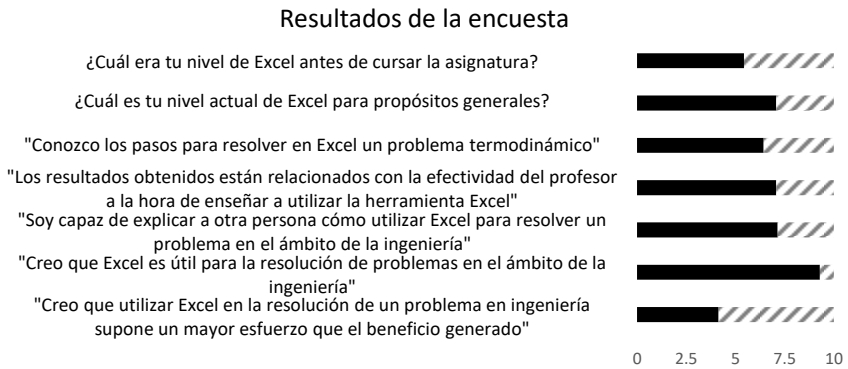 Resultados de la encuesta
¿Cuál era tu nivel de Excel antes de cursar la asignatura?
¿Cuál es tu nivel actual de Excel para propósitos generales?
"Conozco los pasos para resolver en Excel un problema termodinámico"
"Los resultados obtenidos están relacionados con la efectividad del profesor
a la hora de enseñar a utilizar la herramienta Excel"
"Soy capaz de explicar a otra persona cómo utilizar Excel para resolver un
problema en el ámbito de la ingeniería"
"Creo que Excel es útil para la resolución de problemas en el ámbito de la
ingeniería"
"Creo que utilizar Excel en la resolución de un problema en ingeniería
supone un mayor esfuerzo que el beneficio generado"
0 2.5 5 7.5 10